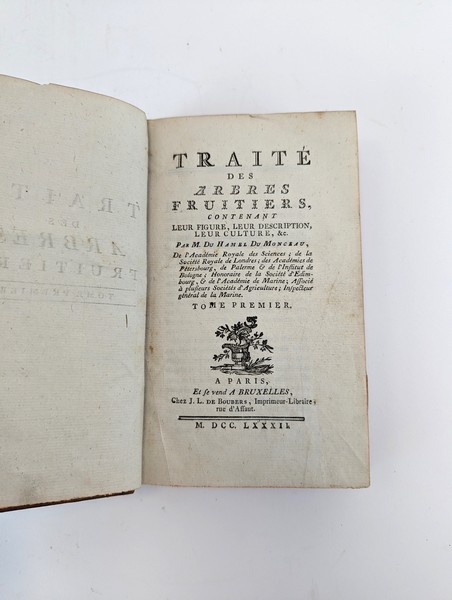 TRAITÉ
DES
ARBRES
FRUITIERS,
CONTENANT
LEUR FIGURE, LEUR DESCRIPTION,
LEUR CULTURE, &c.
PAR M. DU HAMEL DU MONCEAU,
De l'Académie Royale des Sciences ; de la
Société Royale de Londres ; des Académies de
Pétersbourg, de Palerme & de l'Institut de
Bologne ; Honoraire de la Société d'Edim-
bourg, & de l'Académie de Marine ; Associé
à plusieurs Sociétés d'Agriculture ; Inspecteur
général de la Marine.
TOME PREMIER.
A PARIS,
Et se vend A BRUXELLES,
Chez J. L. DE BOUBERS, Imprimeur-Libraire ;
rue d'Assaut.
M. DCC. LXXXII.